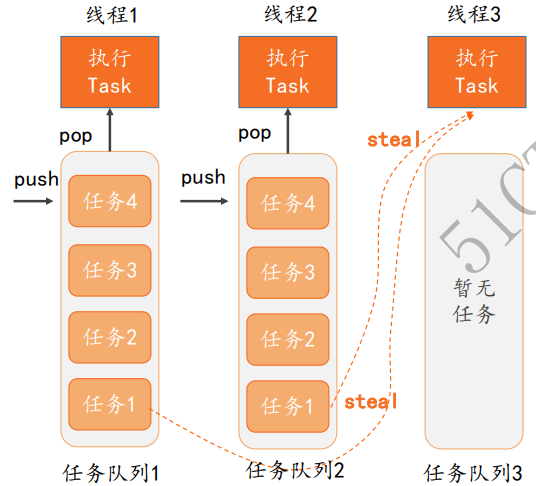 线程1
线程2
线程3
执行
Task
执行
Task
执行
Task
pop
pop
steal
push
push
任务4
任务3
任务2
任务1
任务4
任务3
任务2
任务1
steal
暂无
任务
任务队列1
任务队列2
任务队列3